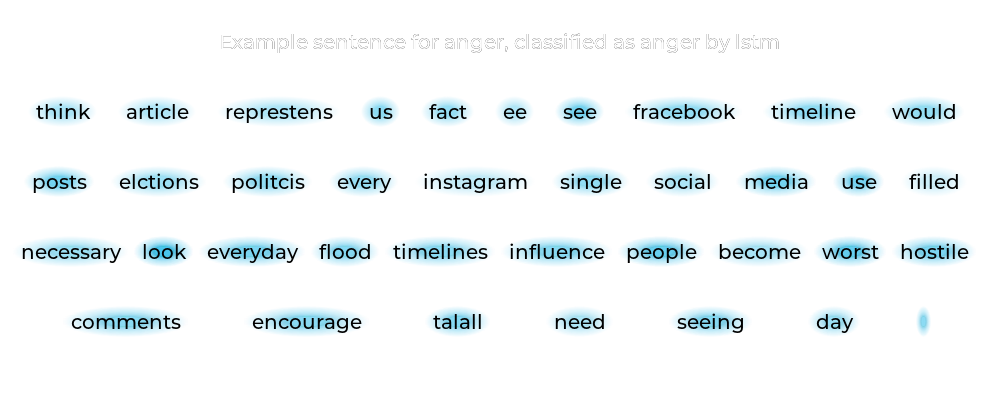 Example sentence for anger, classified as anger by lstm
think article represtens us fact ee see fracebook timeline would
posts elctions politcis every instagram single social media use filled
necessary look everyday flood timelines influence people become worst hostile
comments encourage talall need seeing day